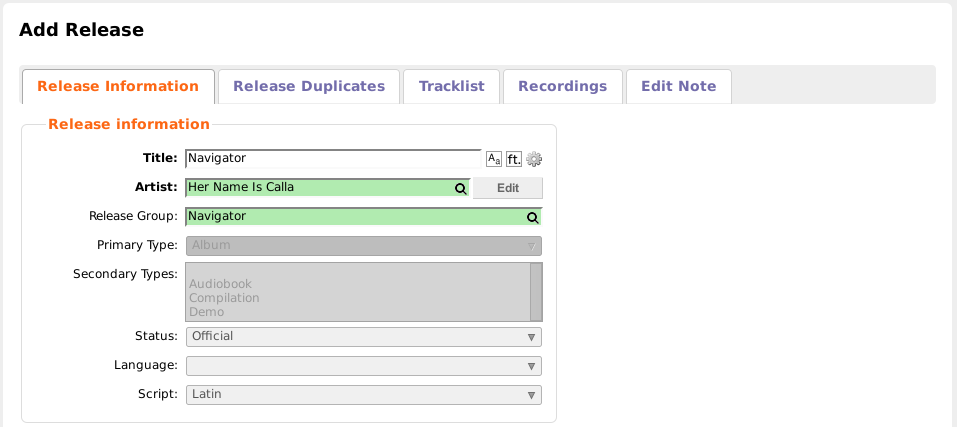 Add Release
Release Information Release Duplicates Tracklist Recordings Edit Note
Release information
Title: Navigator Aa ft.
Artist: Her Name Is Calla Edit
Release Group: Navigator
Primary Type: Album
Secondary Types:
Audiobook
Compilation
Demo
Status: Official
Language:
Script: Latin